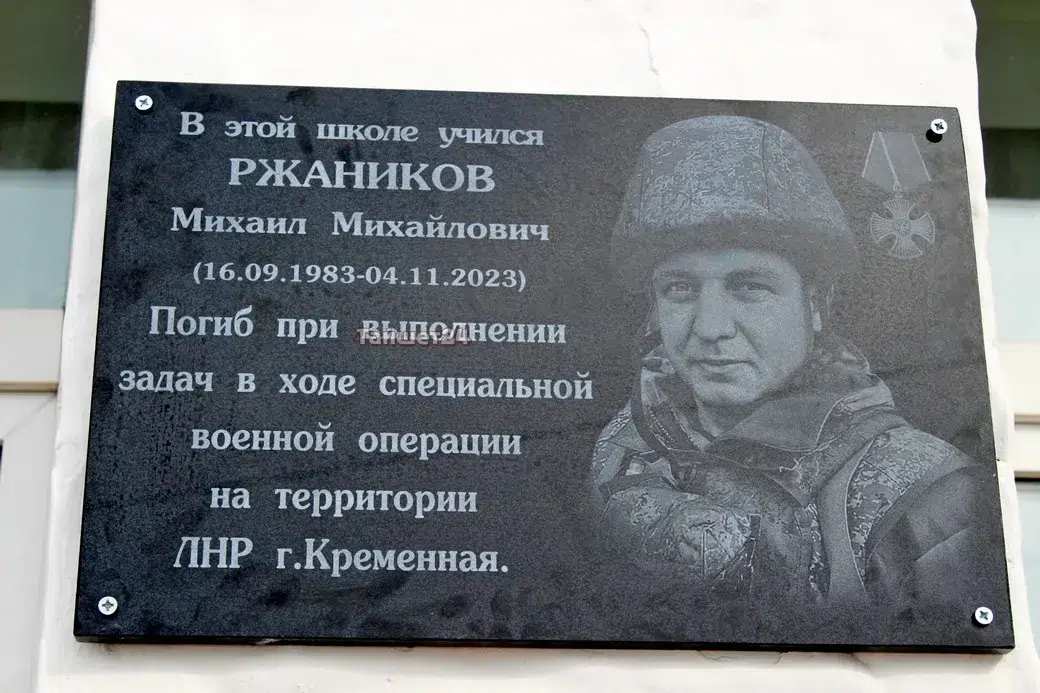 В этой школе учился
РЖАНИКОВ
Михаил Михайлович
(16.09.1983-04.11.2023)
Погиб при выполнении
Тайшет24
задач в ходе специальной
военной операции
на территории
ЛНР г.Кременная.